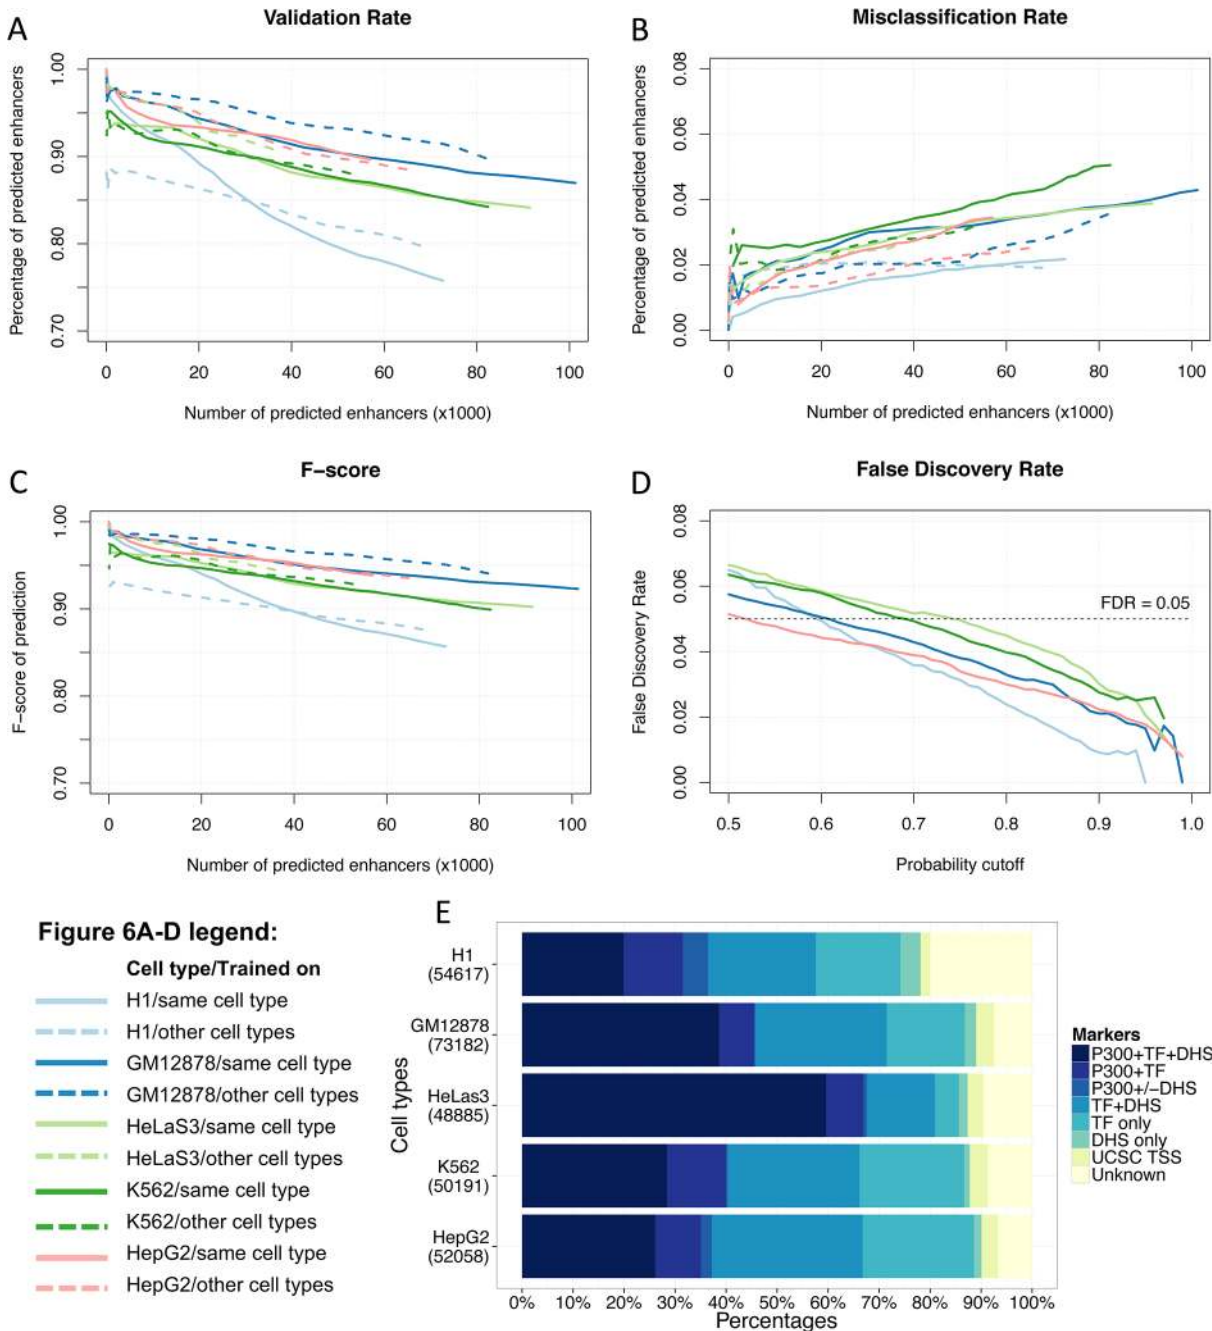 A
Validation Rate
Percentage of predicted enhancers
1.00
0.90
0.80
0.70
0
20
40
60
80
100
Number of predicted enhancers (x1000)
B
Misclassification Rate
Percentage of predicted enhancers
0.08
0.06
0.04
0.02
0.00
0
20
40
60
80
100
Number of predicted enhancers (x1000)
C
F−score
F−score of prediction
1.00
0.90
0.80
0.70
0
20
40
60
80
100
Number of predicted enhancers (x1000)
D
False Discovery Rate
False Discovery Rate
0.08
0.06
0.04
0.02
0.00
FDR = 0.05
0.5
0.6
0.7
0.8
0.9
1.0
Probability cutoff
Figure 6A-D legend:
Cell type/Trained on
H1/same cell type
H1/other cell types
GM12878/same cell type
GM12878/other cell types
HeLaS3/same cell type
HeLaS3/other cell types
K562/same cell type
K562/other cell types
HepG2/same cell type
HepG2/other cell types
E
Cell types
H1
(54617)
GM12878
(73182)
HeLas3
(48885)
K562
(50191)
HepG2
(52058)
0%
10%
20%
30%
40%
50%
60%
70%
80%
90%
100%
Percentages
Markers
P300+TF+DHS
P300+TF
P300+/-DHS
TF+DHS
TF only
DHS only
UCSC TSS
Unknown